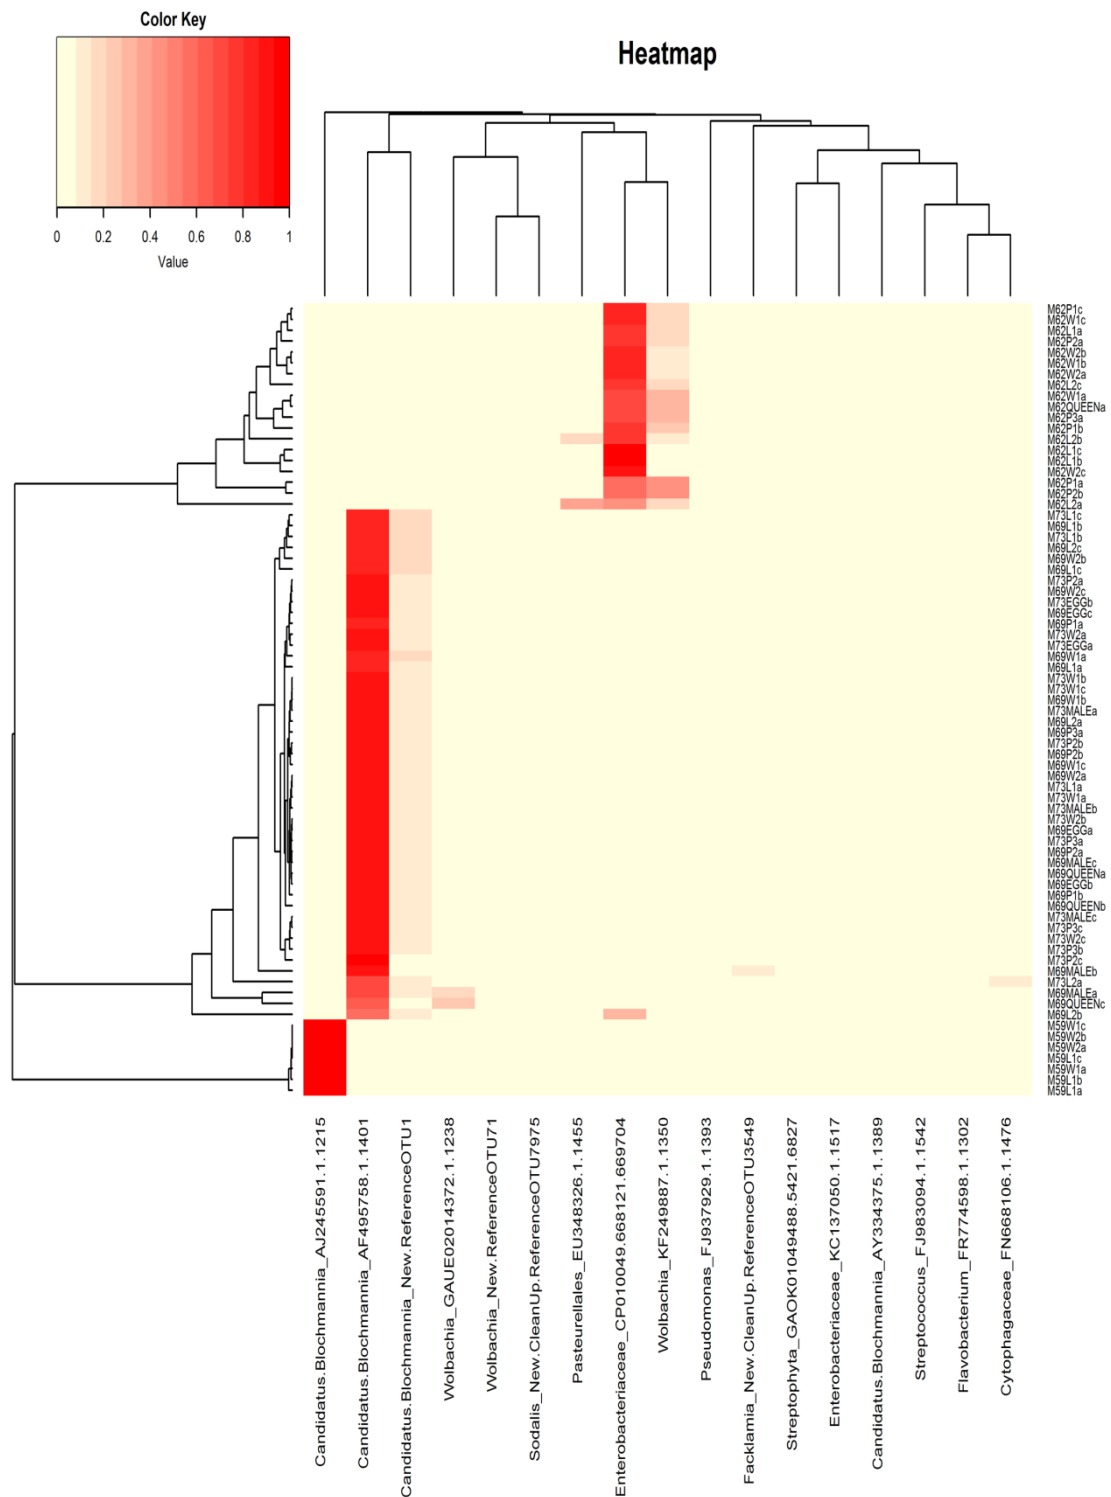 Color Key
Heatmap
0 0.2 0.4 0.6 0.8 1
Value
M62P1c
M62W1c
M62L1a
M62P2a
M62W2b
M62W1b
M62W2a
M62L2c
M62W1a
M62QUEENa
M62P3a
M62P1b
M62L2b
M62L1c
M62L1b
M62W2c
M62P1a
M62P2b
M62L2a
M73L1c
M69L1b
M73L1b
M69L2c
M69W2b
M69L1c
M73P2a
M69W2c
M73EGGb
M69EGGc
M69P1a
M73W2a
M73EGGa
M69W1a
M69L1a
M73W1b
M73W1c
M69W1b
M73MALEa
M69L2a
M69P3a
M73P2b
M69P2b
M69W1c
M69W2a
M73L1a
M73W1a
M73MALEb
M73W2b
M69EGGa
M73P3a
M69P2a
M69MALEc
M69QUEENa
M69EGGb
M69P1b
M69QUEENb
M73MALEc
M73P3c
M73W2c
M73P3b
M73P2c
M69MALEb
M73L2a
M69MALEa
M69QUEENc
M69L2b
M59W1c
M59W2b
M59W2a
M59L1c
M59W1a
M59L1b
M59L1a
Candidatus.Blochmannia_AJ245591.1.1215
Candidatus.Blochmannia_AF495758.1.1401
Candidatus.Blochmannia_New.ReferenceOTU1
Wolbachia_GAUE02014372.1.1238
Wolbachia_New.ReferenceOTU71
Sodalis_New.CleanUp.ReferenceOTU7975
Pasteurellales_EU348326.1.1455
Enterobacteriaceae_CP010049.668121.669704
Wolbachia_KF249887.1.1350
Pseudomonas_FJ937929.1.1393
Facklamia_New.CleanUp.ReferenceOTU3549
Streptophyta_GAOK01049488.5421.6827
Enterobacteriaceae_KC137050.1.1517
Candidatus.Blochmannia_AY334375.1.1389
Streptococcus_FJ983094.1.1542
Flavobacterium_FR774598.1.1302
Cytophagaceae_FN668106.1.1476